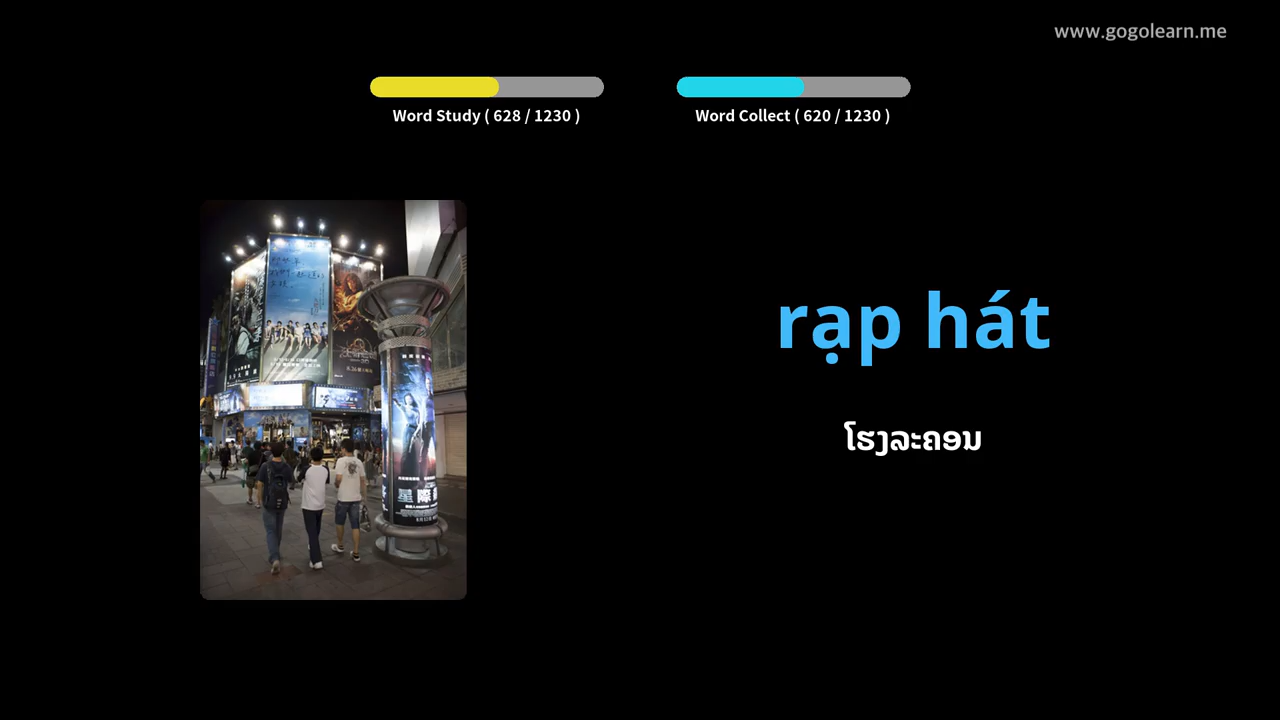 www.gogolearn.me
Word Study ( 628 / 1230 )
Word Collect ( 620 / 1230 )
rạp hát
ໂຮງລະຄອນ
際